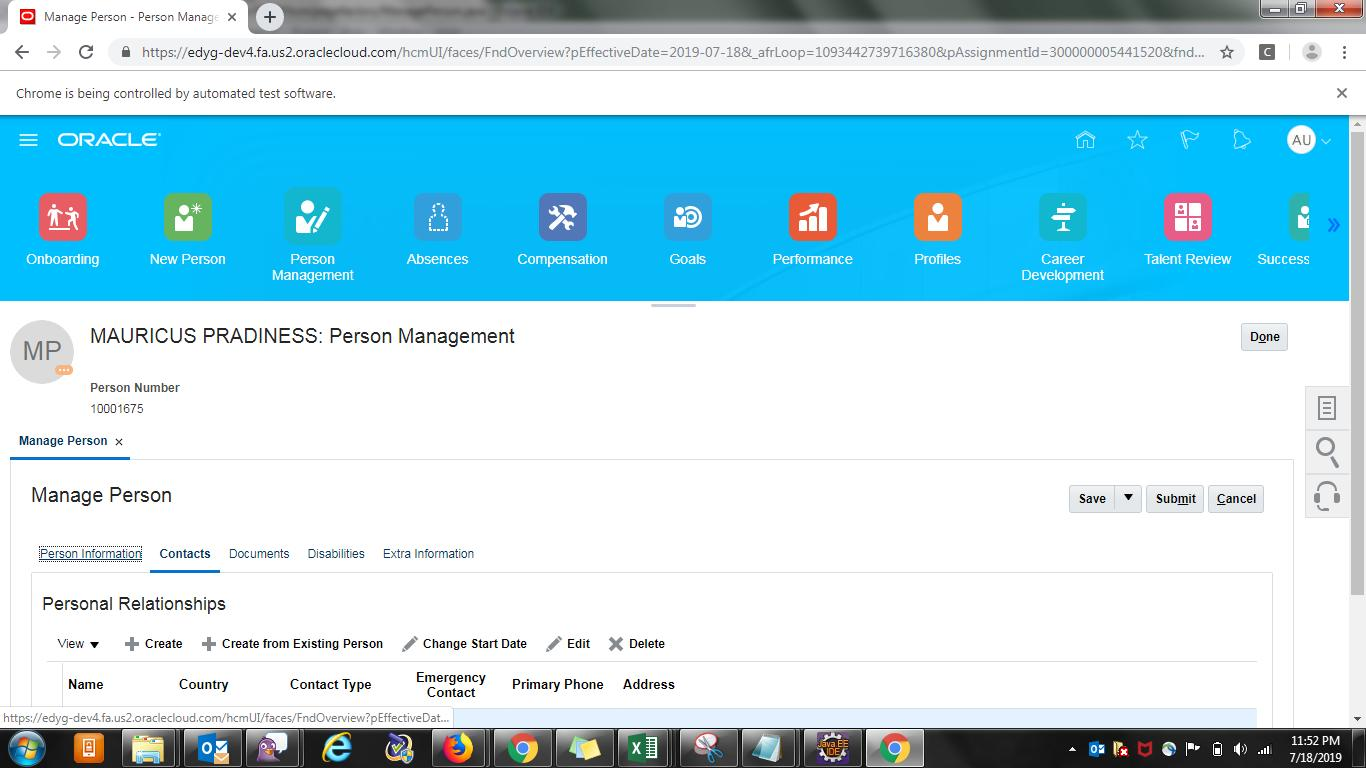 Manage Person - Person Manage
https://edyg-dev4.fa.us2.oraclecloud.com/hcmUI/faces/FndOverview?pEffectiveDate=2019-07-18&_afrLoop=1093442739716380&pAssignmentId=300000005441520&fnd...
C
Chrome is being controlled by automated test software.
ORACLE
AU
Onboarding
New Person
Person
Management
Absences
Compensation
Goals
Performance
Profiles
Career
Development
Talent Review
Success
MP
MAURICUS PRADINESS: Person Management
Done
Person Number
10001675
Manage Person
Manage Person
Save
Submit
Cancel
Person Information
Contacts
Documents
Disabilities
Extra Information
Personal Relationships
View
Create
Create from Existing Person
Change Start Date
Edit
Delete
Name
Country
Contact Type
Emergency
Contact
Primary Phone
Address
https://edyg-dev4.fa.us2.oraclecloud.com/hcmUI/faces/FndOverview?pEffectiveDat...
Java EE
IDE
11:52 PM
7/18/2019